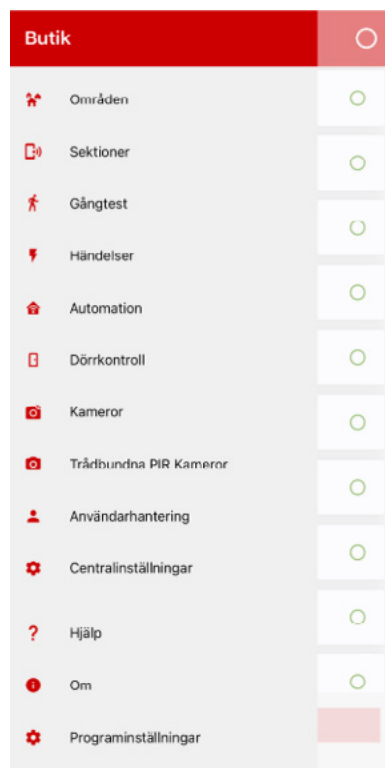 Butik
Områden
Sektioner
Gångtest
Händelser
Automation
Dörrkontroll
Kameror
Trådbundna PIR Kameror
Användarhantering
Centralinställningar
? Hjälp
Om
Programinställningar